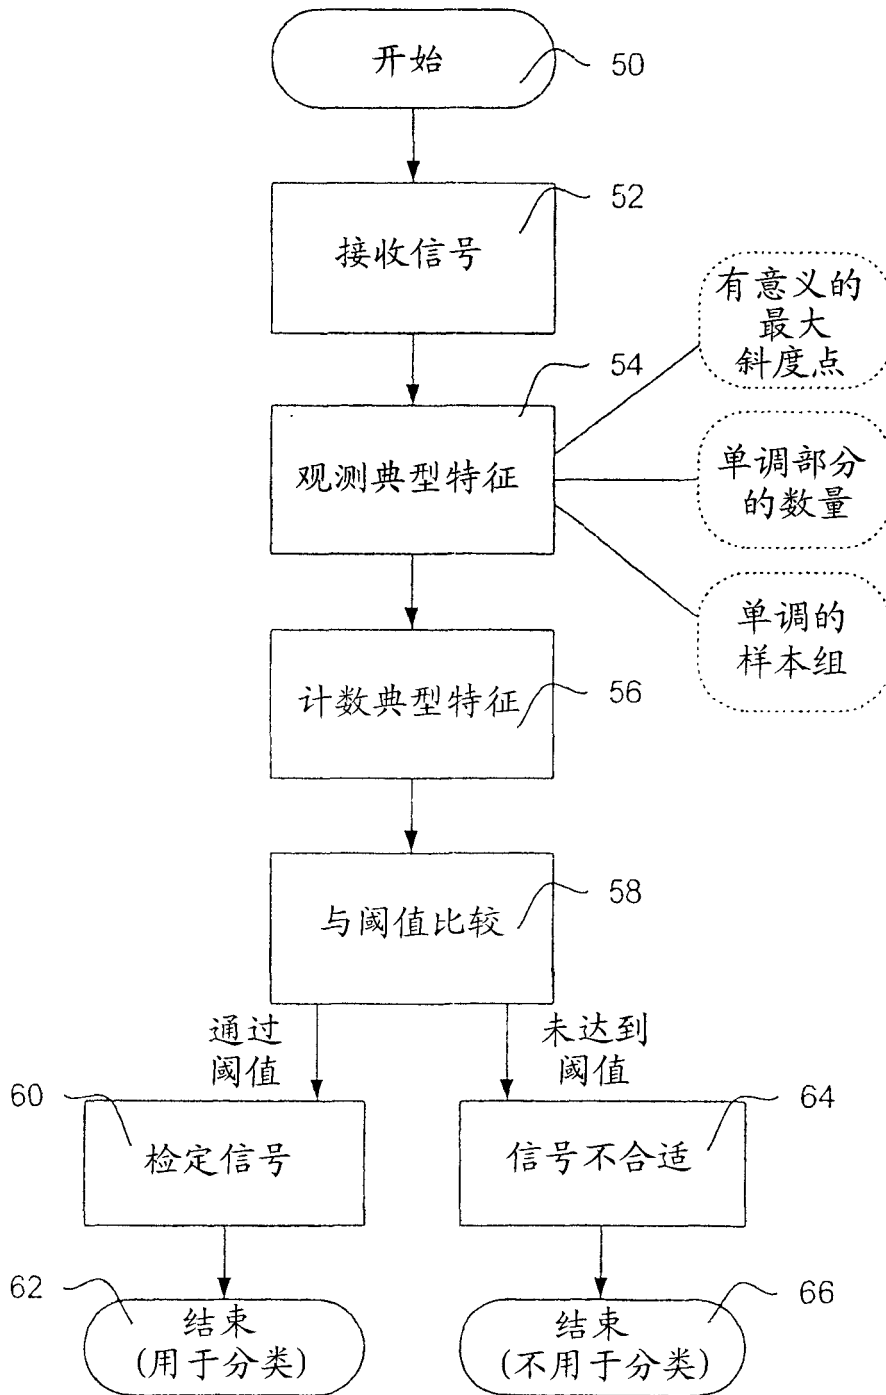 开始
50
52
接收信号
有意义的
最大
斜度点
54
观测典型特征
单调部分
的数量
单调的
样本组
计数典型特征
56
与阈值比较
58
通过
阈值
未达到
阈值
60
检定信号
64
信号不合适
62
结束
(用于分类)
66
结束
(不用于分类)